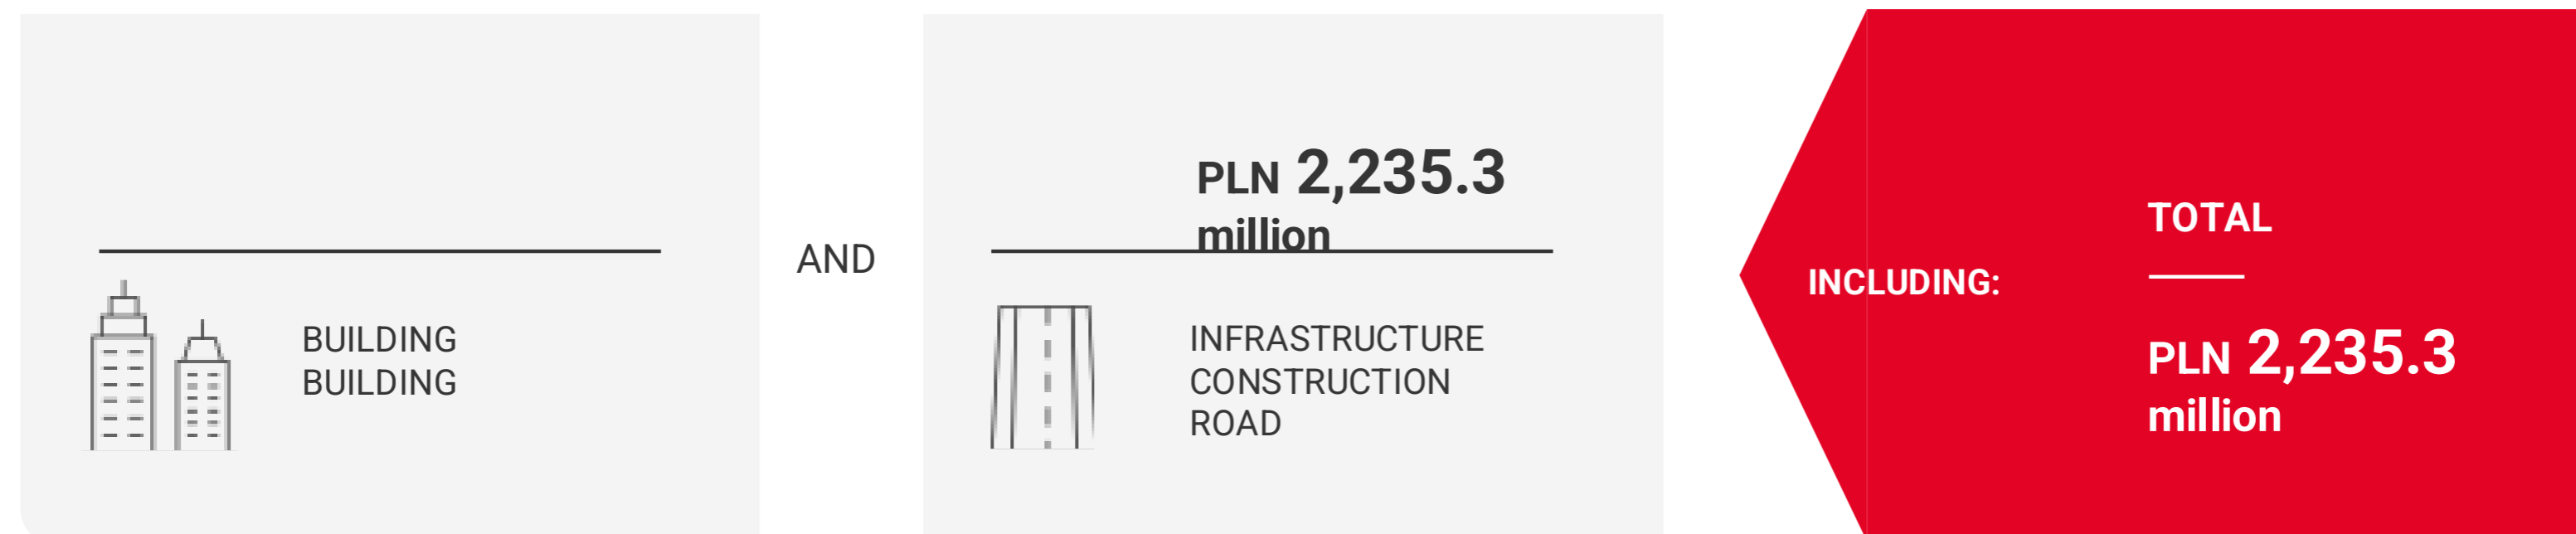 BUILDING
BUILDING
AND
PLN 2,235.3
million
INFRASTRUCTURE
CONSTRUCTION
ROAD
INCLUDING:
TOTAL
PLN 2,235.3
million